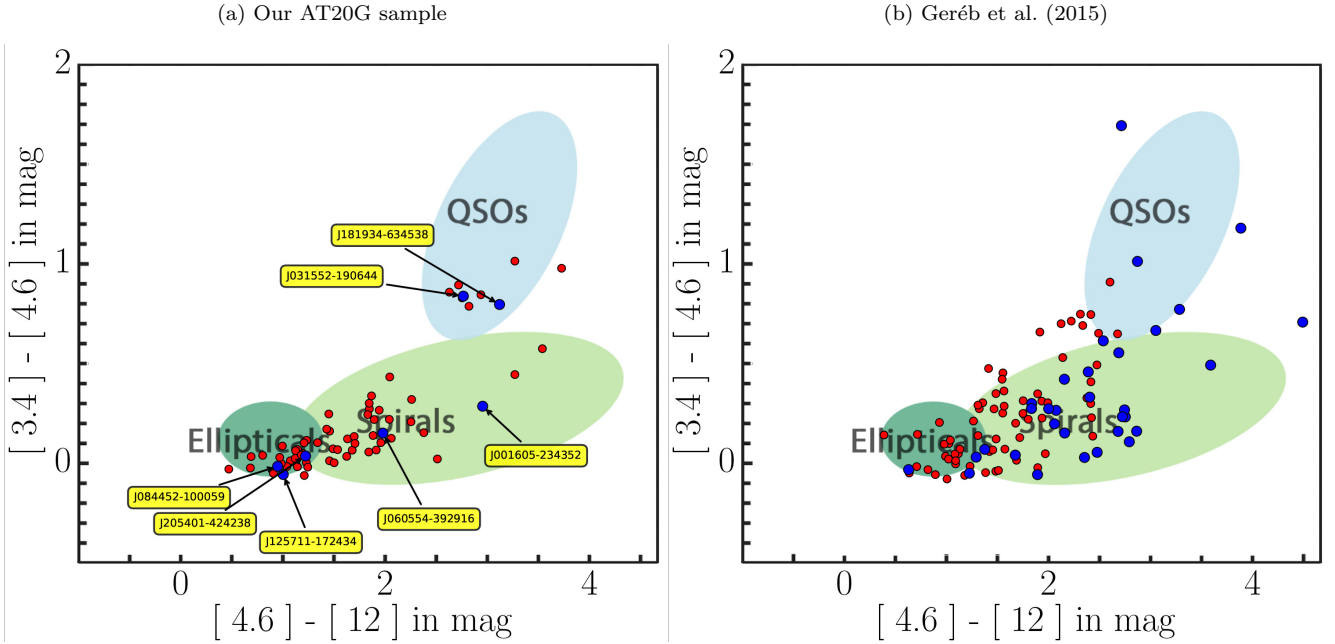 (a) Our AT20G sample
2
1
0
[ 3.4 ] - [ 4.6 ] in mag
QSOs
J181934-634538
J031552-190644
Ellipticals
Spirals
J001605-234352
J084452-100059
J205401-424238
J125711-172434
J060554-392916
0 2 4
[ 4.6 ] - [ 12 ] in mag
(b) Geréb et al. (2015)
2
1
0
[ 3.4 ] - [ 4.6 ] in mag
QSOs
Ellipticals
Spirals
0 2 4
[ 4.6 ] - [ 12 ] in mag